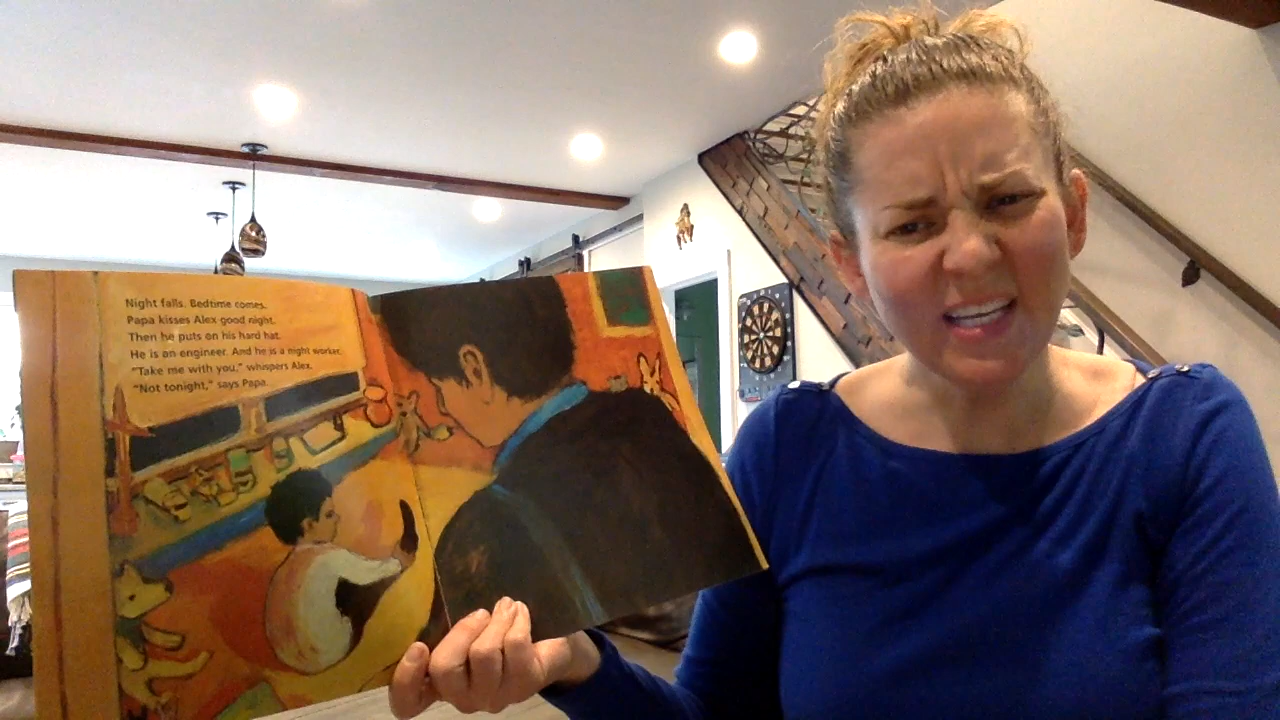 Night falls. Bedtime comes.
Papa kisses Alex good night.
Then he puts on his hard hat.
He is an engineer. And he is a night worker.
"Take me with you," whispers Alex.
"Not tonight," says Papa.